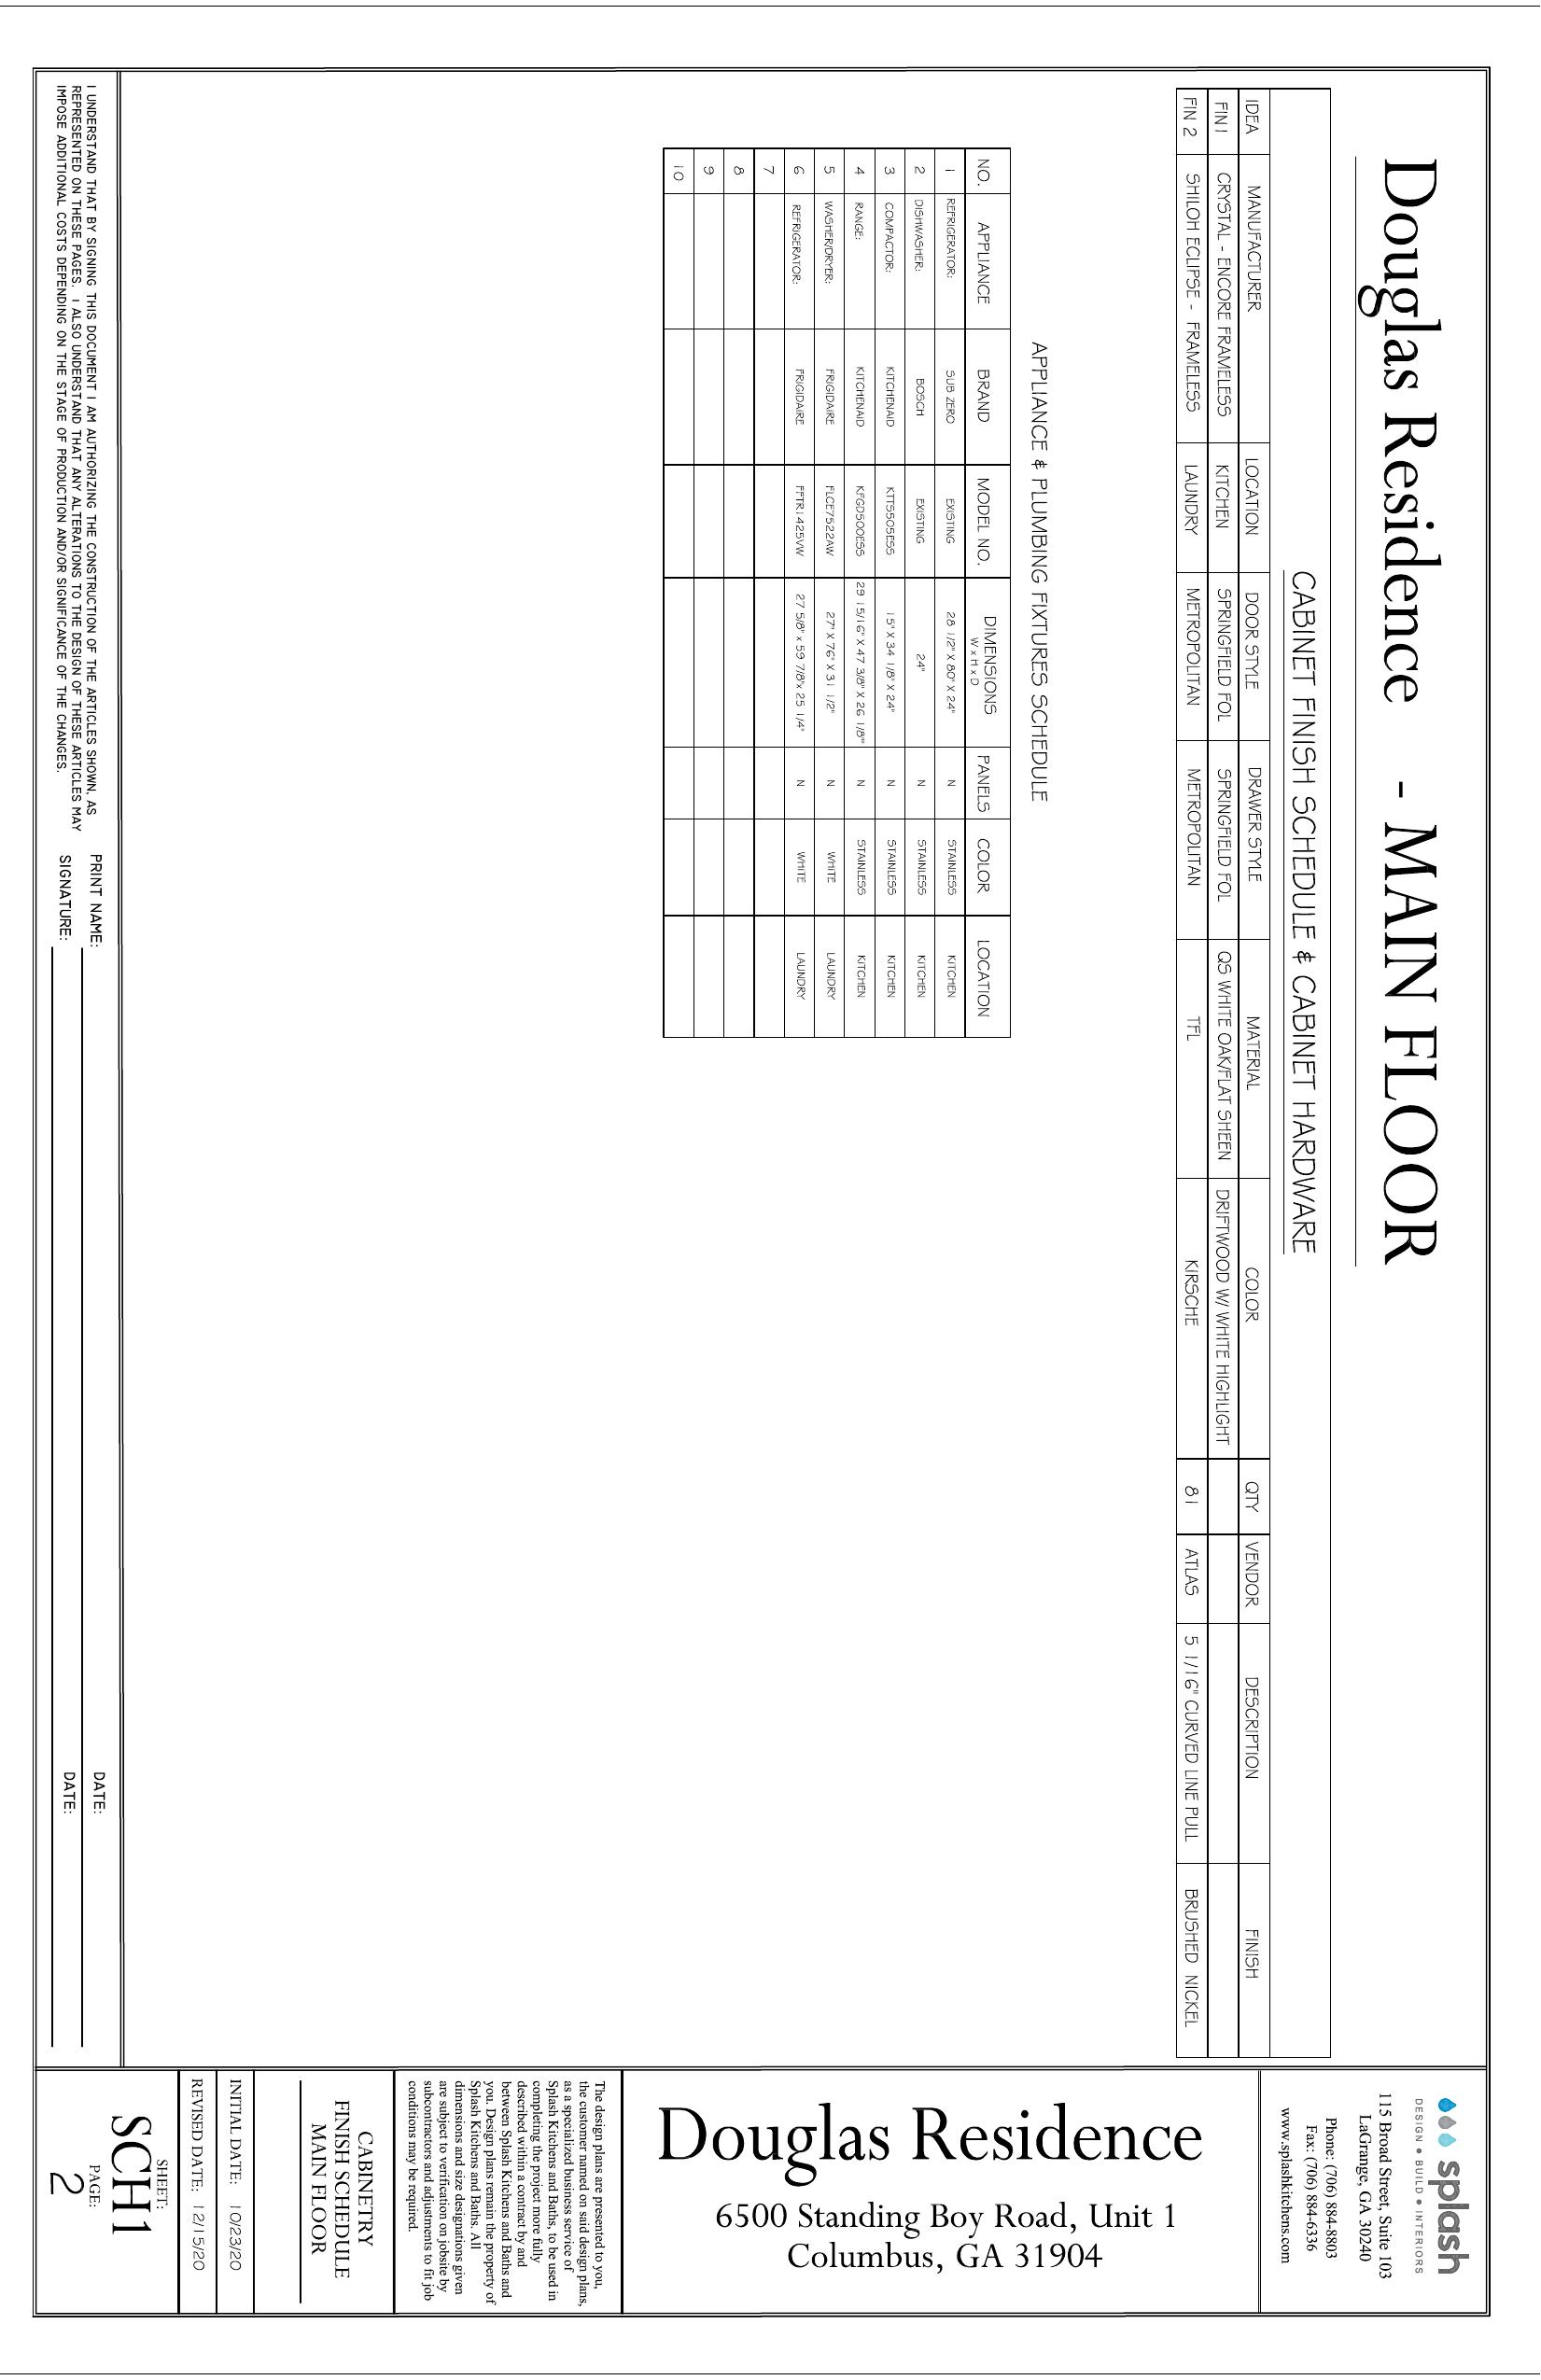 Douglas Residence - MAIN FLOOR
CABINET FINISH SCHEDULE & CABINET HARDWARE
IDEA MANUFACTURER LOCATION DOOR STYLE DRAWER STYLE MATERIAL COLOR QTY VENDOR DESCRIPTION FINISH
FIN 1 CRYSTAL - ENCORE FRAMELESS KITCHEN SPRINGFIELD FOL SPRINGFIELD FOL QS WHITE OAK/FLAT SHEEN DRIFTWOOD W/ WHITE HIGHLIGHT
FIN 2 SHILOH ECLIPSE - FRAMELESS LAUNDRY METROPOLITAN METROPOLITAN TFL KIRSCHE 81 ATLAS 5 1/16" CURVED LINE PULL BRUSHED NICKEL
APPLIANCE & PLUMBING FIXTURES SCHEDULE
NO. APPLIANCE BRAND MODEL NO. DIMENSIONS W x H x D PANELS COLOR LOCATION
1 REFRIGERATOR: SUB ZERO EXISTING 28 1/2" X 80" X 24" N STAINLESS KITCHEN
2 DISHWASHER: BOSCH EXISTING 24" N STAINLESS KITCHEN
3 COMPACTOR: KITCHENAID KTTS505ESS 15" X 34 1/8" X 24" N STAINLESS KITCHEN
4 RANGE: KITCHENAID KFGD500ESS 29 15/16" X 47 3/8" X 26 1/8" N STAINLESS KITCHEN
5 WASHER/DRYER: FRIGIDAIRE FLCE7522AW 27" X 76" X 31 1/2" N WHITE LAUNDRY
6 REFRIGERATOR: FRIGIDAIRE FFTR1425VW 27 5/8" x 59 7/8"x 25 1/4" N WHITE LAUNDRY
7
8
9
10
I UNDERSTAND THAT BY SIGNING THIS DOCUMENT I AM AUTHORIZING THE CONSTRUCTION OF THE ARTICLES SHOWN, AS
REPRESENTED ON THESE PAGES. I ALSO UNDERSTAND THAT ANY ALTERATIONS TO THE DESIGN OF THESE ARTICLES MAY
IMPOSE ADDITIONAL COSTS DEPENDING ON THE STAGE OF PRODUCTION AND/OR SIGNIFICANCE OF THE CHANGES.
PRINT NAME: DATE:
SIGNATURE: DATE:
splash
DESIGN • BUILD • INTERIORS
115 Broad Street, Suite 103
LaGrange, GA 30240
Phone: (706) 884-8803
Fax: (706) 884-6336
www.splashkitchens.com
Douglas Residence
6500 Standing Boy Road, Unit 1
Columbus, GA 31904
The design plans are presented to you,
the customer named on said design plans,
as a specialized business service of
Splash Kitchens and Baths, to be used in
completing the project more fully
described within a contract by and
between Splash Kitchens and Baths and
you. Design plans remain the property of
Splash Kitchens and Baths. All
dimensions and size designations given
are subject to verification on jobsite by
subcontractors and adjustments to fit job
conditions may be required.
CABINETRY
FINISH SCHEDULE
MAIN FLOOR
INITIAL DATE: 10/23/20
REVISED DATE: 12/15/20
SHEET:
SCH1
PAGE:
2